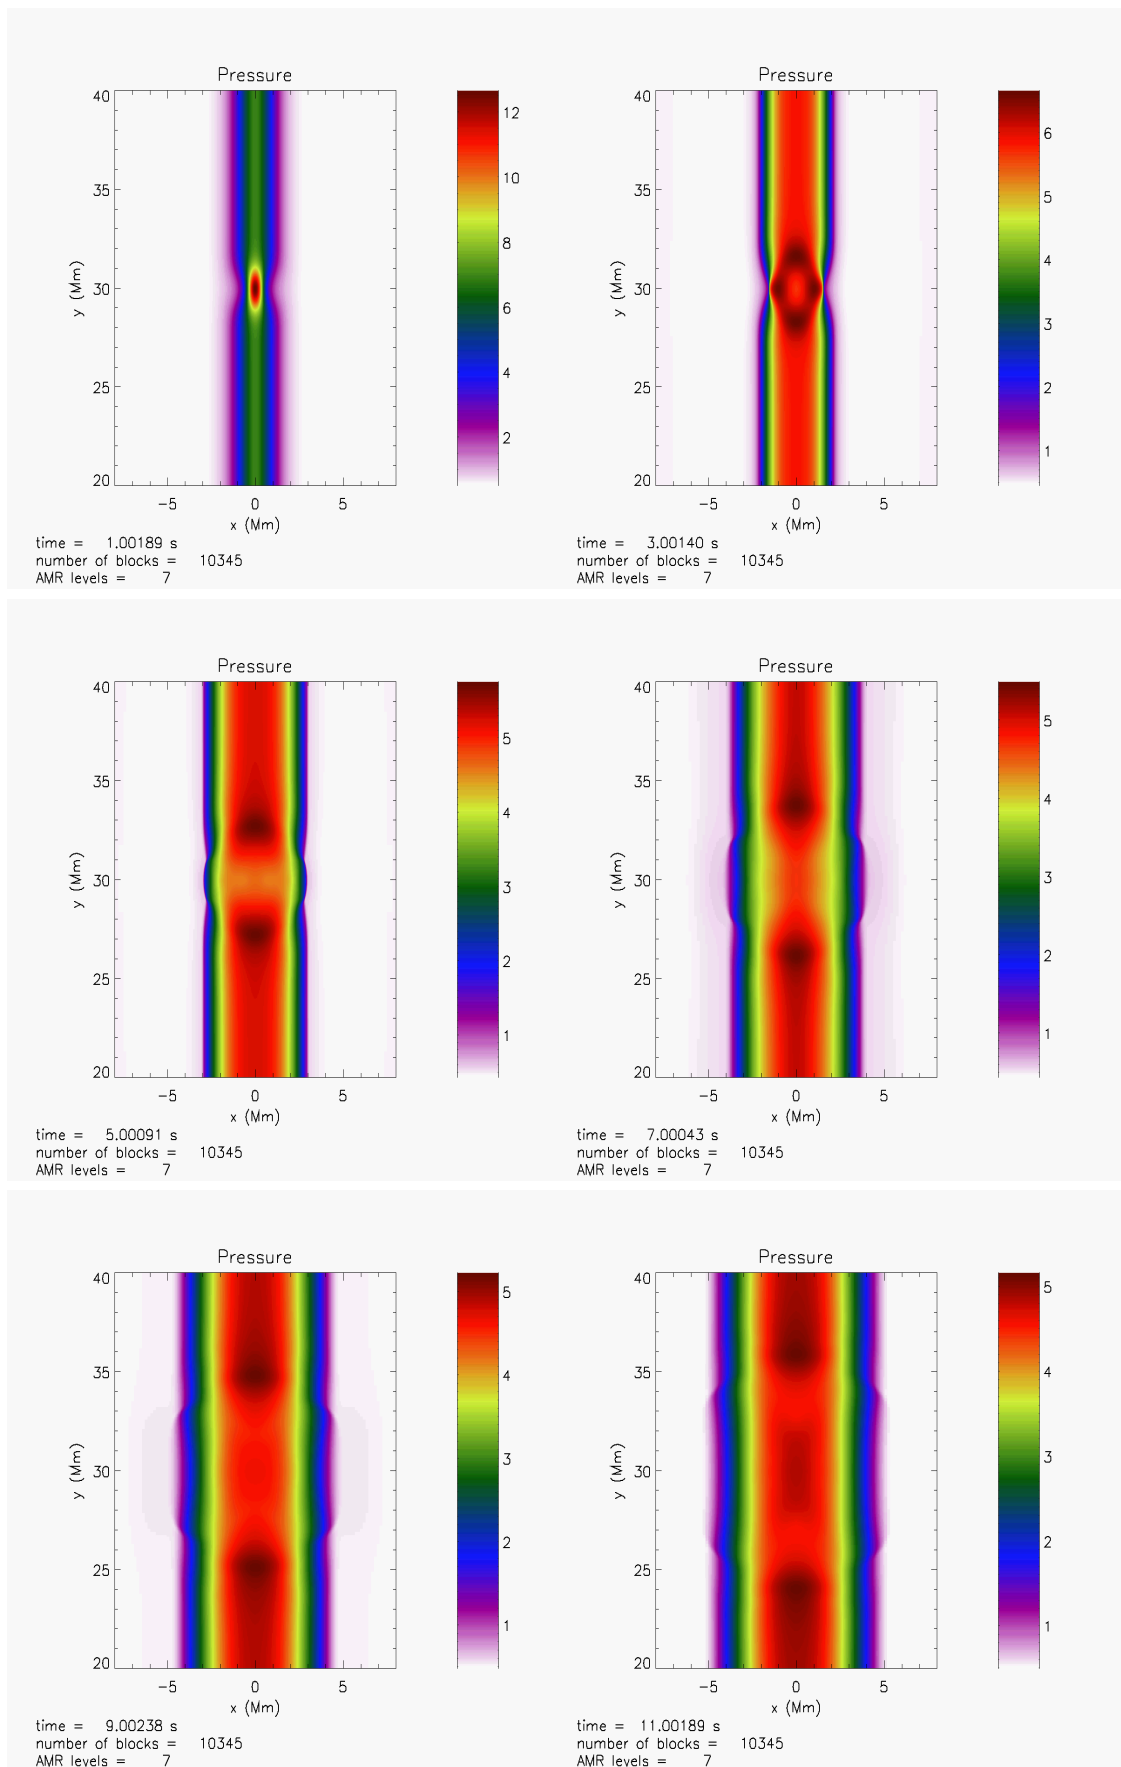 Pressure
40
35
30
25
20
y (Mm)
-5 0 5
x (Mm)
12
10
8
6
4
2
time = 1.00189 s
number of blocks = 10345
AMR levels = 7
Pressure
40
35
30
25
20
y (Mm)
-5 0 5
x (Mm)
6
5
4
3
2
1
time = 3.00140 s
number of blocks = 10345
AMR levels = 7
Pressure
40
35
30
25
20
y (Mm)
-5 0 5
x (Mm)
5
4
3
2
1
time = 5.00091 s
number of blocks = 10345
AMR levels = 7
Pressure
40
35
30
25
20
y (Mm)
-5 0 5
x (Mm)
5
4
3
2
1
time = 7.00043 s
number of blocks = 10345
AMR levels = 7
Pressure
40
35
30
25
20
y (Mm)
-5 0 5
x (Mm)
5
4
3
2
1
time = 9.00238 s
number of blocks = 10345
AMR levels = 7
Pressure
40
35
30
25
20
y (Mm)
-5 0 5
x (Mm)
5
4
3
2
1
time = 11.00189 s
number of blocks = 10345
AMR levels = 7